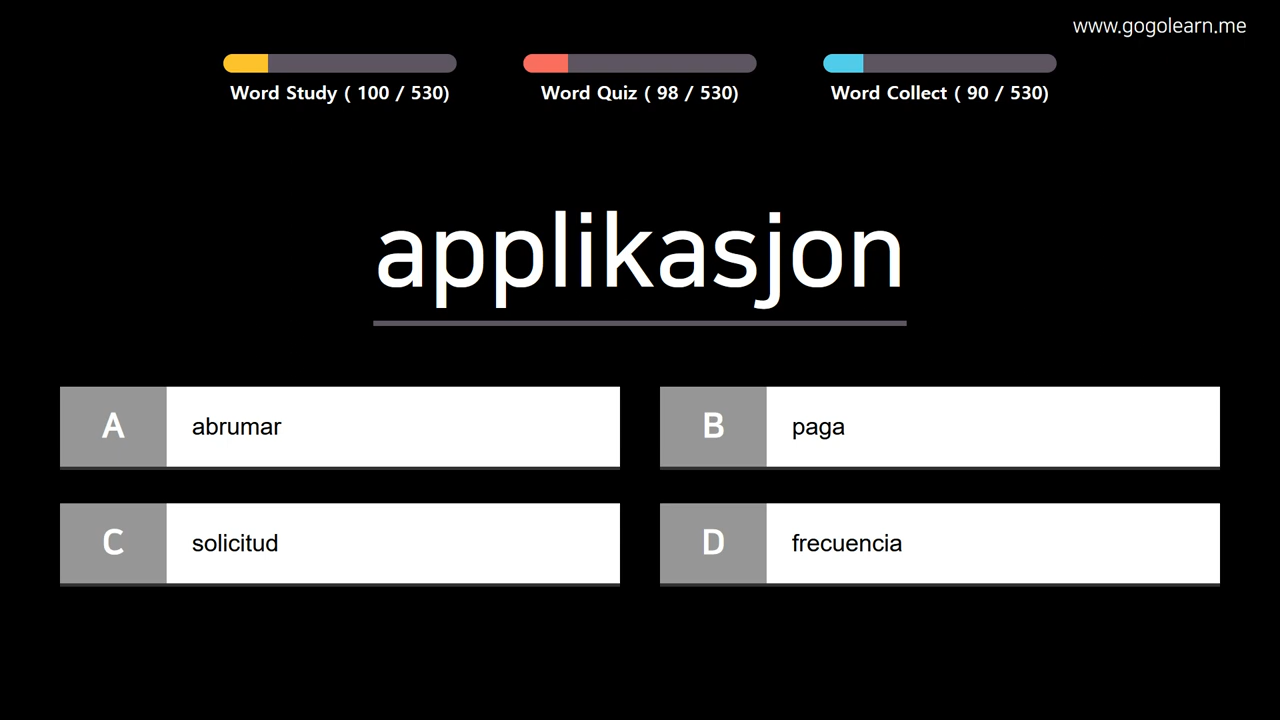 www.gogolearn.me
Word Study ( 100 / 530)
Word Quiz ( 98 / 530)
Word Collect ( 90 / 530)
applikasjon
A abrumar
B paga
C solicitud
D frecuencia